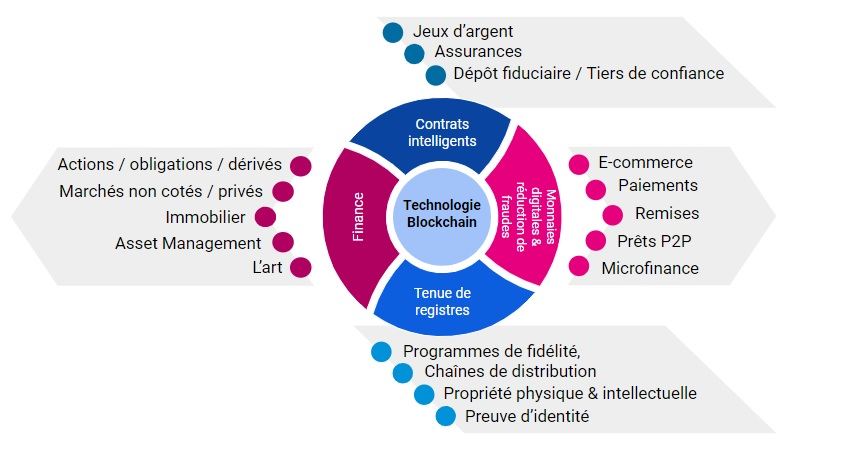 Jeux d’argent
Assurances
Dépôt fiduciaire / Tiers de confiance
Contrats
intelligents
Actions / obligations / dérivés
Marchés non cotés / privés
Immobilier
Asset Management
L’art
Finance
Technologie
Blockchain
Monnaies
digitales &
réduction de
fraudes
E-commerce
Paiements
Remises
Prêts P2P
Microfinance
Tenue de
registres
Programmes de fidélité,
Chaînes de distribution
Propriété physique & intellectuelle
Preuve d’identité